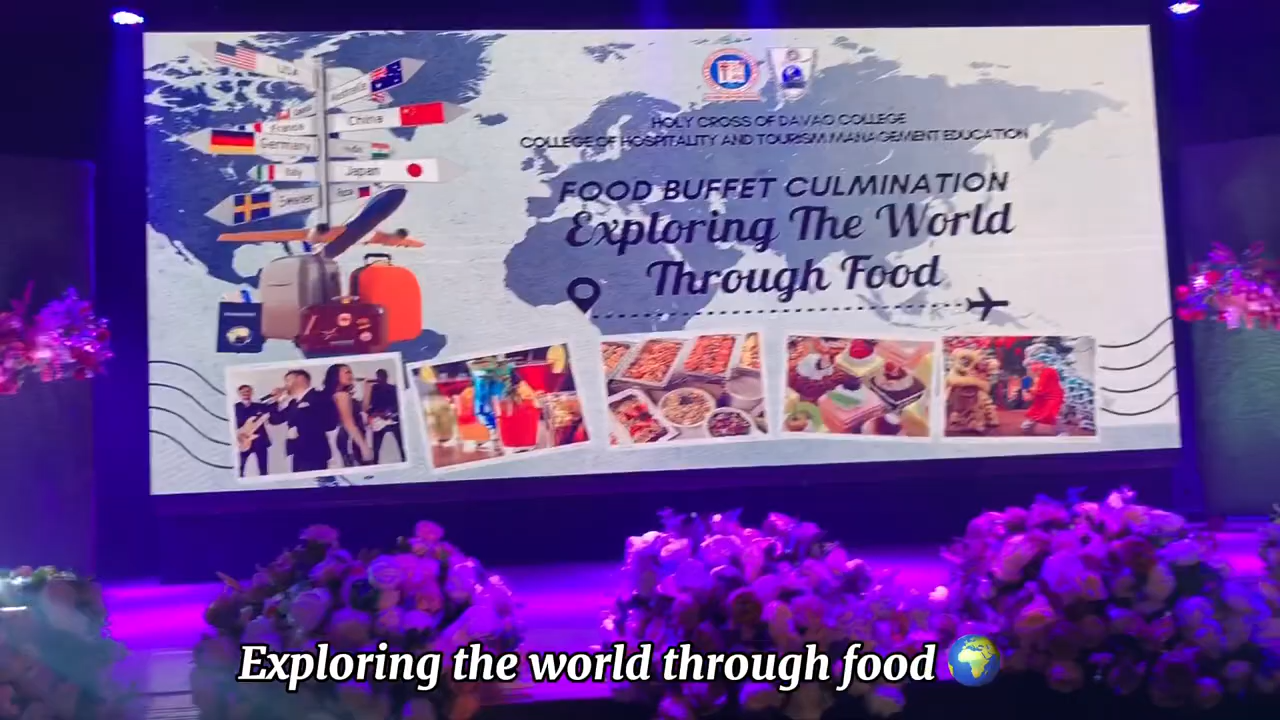 USA
Australia
China
France
Germany
India
Italy
Japan
Sweden
HOLY CROSS OF DAVAO COLLEGE
COLLEGE OF HOSPITALITY AND TOURISM MANAGEMENT EDUCATION
FOOD BUFFET CULMINATION
Exploring The World
Through Food
Exploring the world through food 🌍